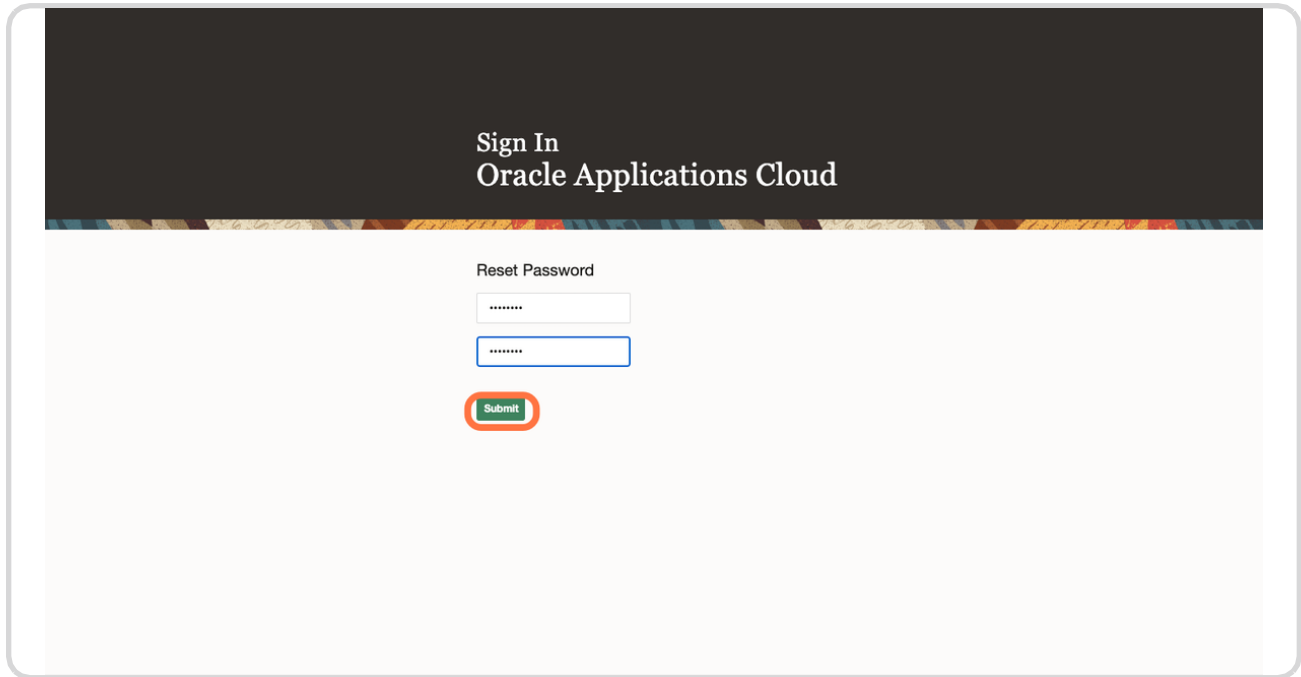 Sign In
Oracle Applications Cloud
Reset Password
••••••••
••••••••
Submit